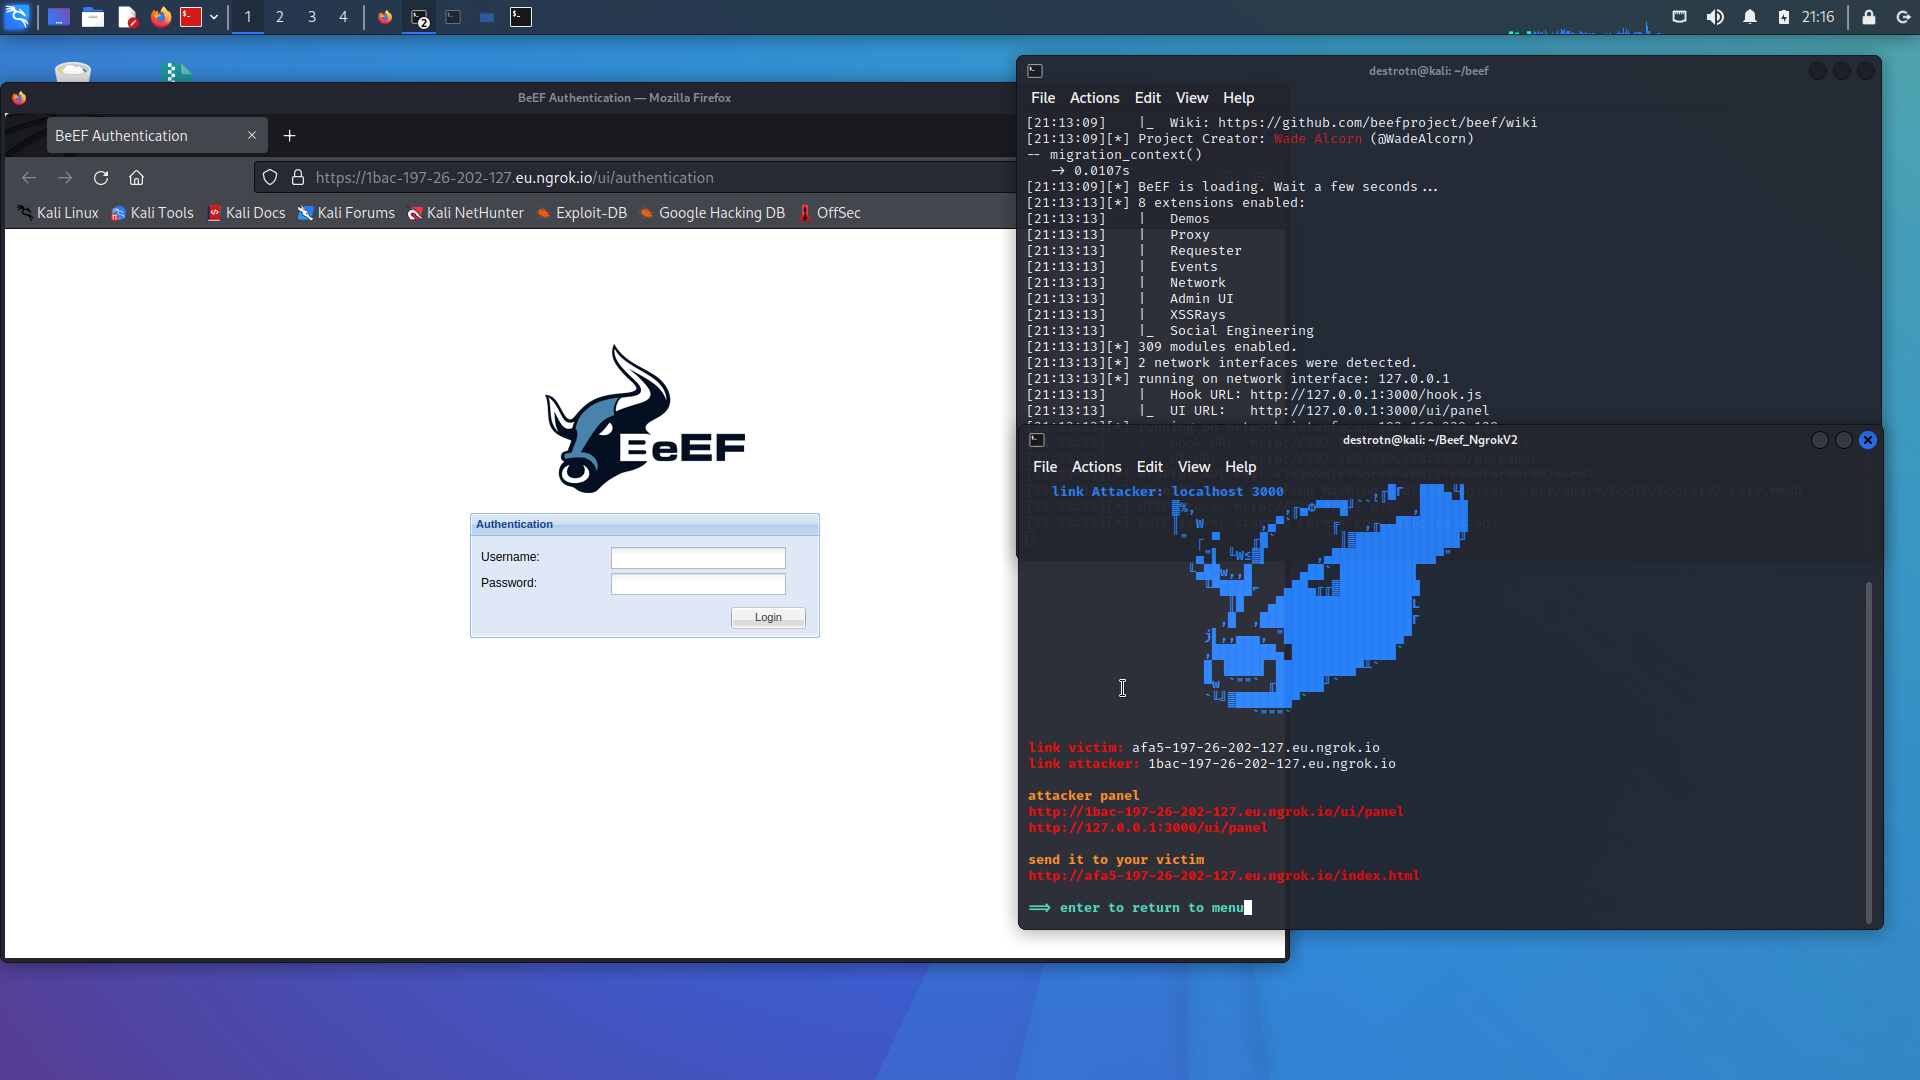 1 2 3 4 2 21:16
BeEF Authentication — Mozilla Firefox
BeEF Authentication
https://1bac-197-26-202-127.eu.ngrok.io/ui/authentication
Kali Linux Kali Tools Kali Docs Kali Forums Kali NetHunter Exploit-DB Google Hacking DB OffSec
BeEF
Authentication
Username:
Password:
Login
destrotn@kali: ~/beef
File Actions Edit View Help
[21:13:09] |_ Wiki: https://github.com/beefproject/beef/wiki
[21:13:09][*] Project Creator: Wade Alcorn (@WadeAlcorn)
-- migration_context()
→ 0.0107s
[21:13:09][*] BeEF is loading. Wait a few seconds...
[21:13:13][*] 8 extensions enabled:
[21:13:13] | Demos
[21:13:13] | Proxy
[21:13:13] | Requester
[21:13:13] | Events
[21:13:13] | Network
[21:13:13] | Admin UI
[21:13:13] | XSSRays
[21:13:13] |_ Social Engineering
[21:13:13][*] 309 modules enabled.
[21:13:13][*] 2 network interfaces were detected.
[21:13:13][*] running on network interface: 127.0.0.1
[21:13:13] | Hook URL: http://127.0.0.1:3000/hook.js
[21:13:13] |_ UI URL: http://127.0.0.1:3000/ui/panel
destrotn@kali: ~/Beef_NgrokV2
File Actions Edit View Help
link Attacker: localhost 3000
link victim: afa5-197-26-202-127.eu.ngrok.io
link attacker: 1bac-197-26-202-127.eu.ngrok.io
attacker panel
http://1bac-197-26-202-127.eu.ngrok.io/ui/panel
http://127.0.0.1:3000/ui/panel
send it to your victim
http://afa5-197-26-202-127.eu.ngrok.io/index.html
⟹ enter to return to menu